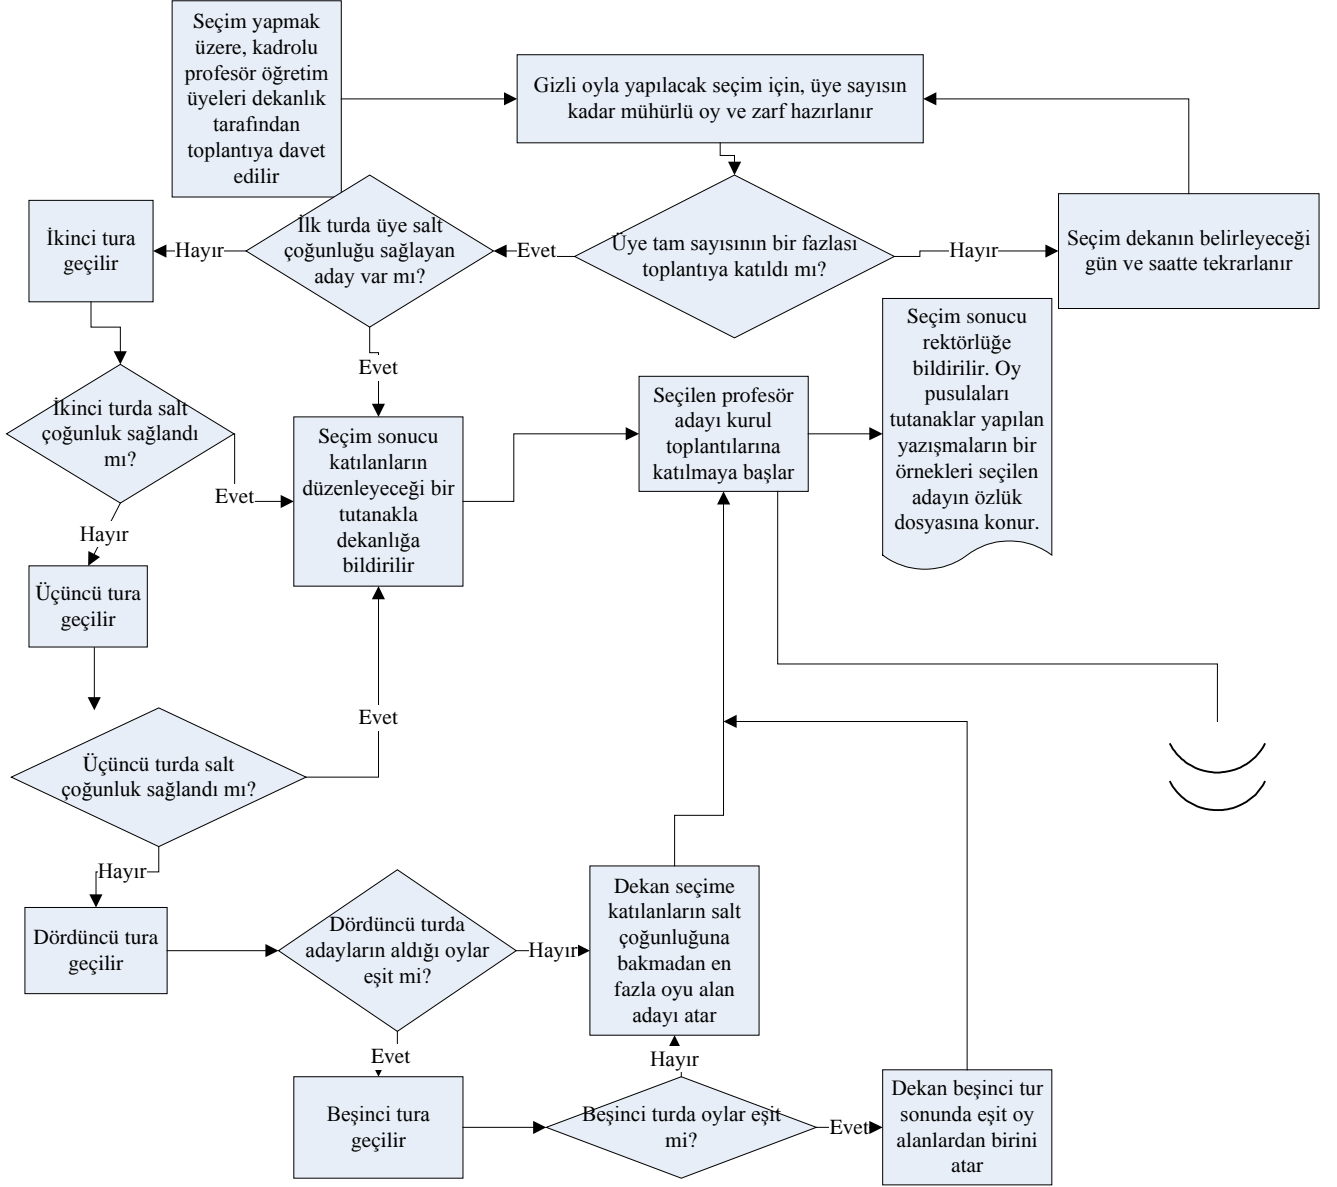 Seçim yapmak
üzere, kadrolu
profesör öğretim
üyeleri dekanlık
tarafından
toplantıya davet
edilir
Gizli oyla yapılacak seçim için, üye sayısın
kadar mühürlü oy ve zarf hazırlanır
Üye tam sayısının bir fazlası
toplantıya katıldı mı?
Hayır
Seçim dekanın belirleyeceği
gün ve saatte tekrarlanır
Evet
İlk turda üye salt
çoğunluğu sağlayan
aday var mı?
Hayır
İkinci tura
geçilir
Evet
İkinci turda salt
çoğunluk sağlandı
mı?
Evet
Seçim sonucu
katılanların
düzenleyeceği bir
tutanakla
dekanlığa
bildirilir
Seçilen profesör
adayı kurul
toplantılarına
katılmaya başlar
Seçim sonucu
rektörlüğe
bildirilir. Oy
pusulaları
tutanaklar yapılan
yazışmaların bir
örnekleri seçilen
adayın özlük
dosyasına konur.
Hayır
Üçüncü tura
geçilir
Evet
Üçüncü turda salt
çoğunluk sağlandı mı?
Hayır
Dördüncü tura
geçilir
Dördüncü turda
adayların aldığı oylar
eşit mi?
Hayır
Dekan seçime
katılanların salt
çoğunluğuna
bakmadan en
fazla oyu alan
adayı atar
Evet
Hayır
Beşinci tura
geçilir
Beşinci turda oylar eşit
mi?
Evet
Dekan beşinci tur
sonunda eşit oy
alanlardan birini
atar